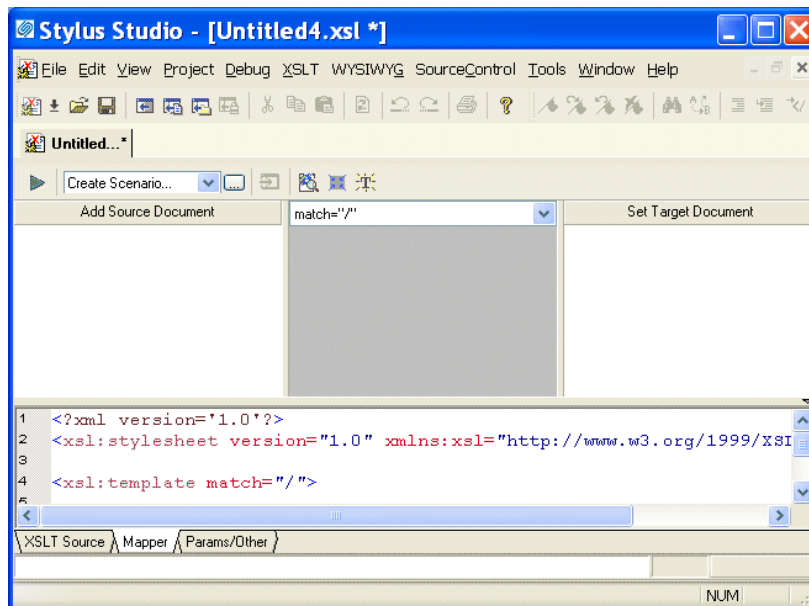 Stylus Studio - [Untitled4.xsl *]
File Edit View Project Debug XSLT WYSIWYG SourceControl Tools Window Help
Untitled...*
Create Scenario...
Add Source Document match="/" Set Target Document
1 <?xml version='1.0'?>
2 <xsl:stylesheet version="1.0" xmlns:xsl="http://www.w3.org/1999/XSl
3
4 <xsl:template match="/">
5
XSLT Source Mapper Params/Other
NUM